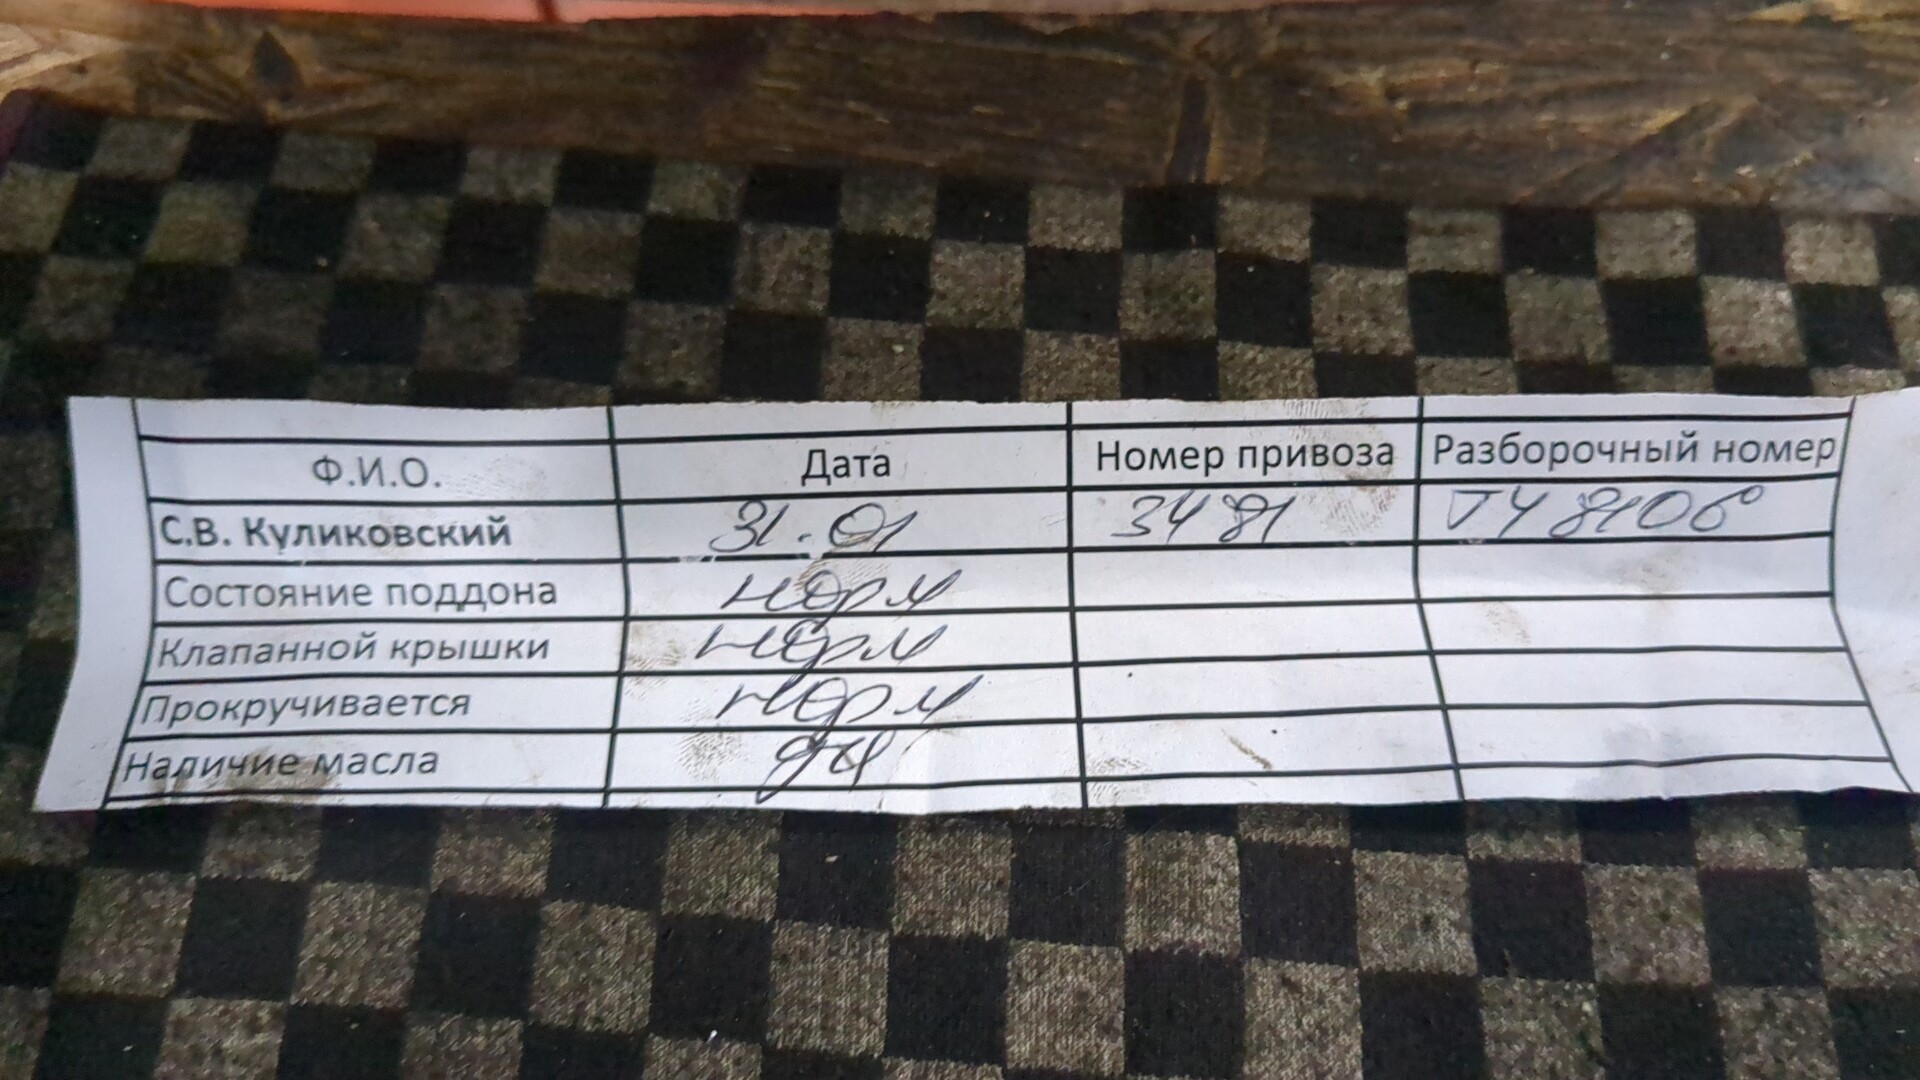 Ф.И.О. Дата Номер привоза Разборочный номер
С.В. Куликовский 31.01 3481
Состояние поддона норм
Клапанной крышки норм
Прокручивается норм
Наличие масла да